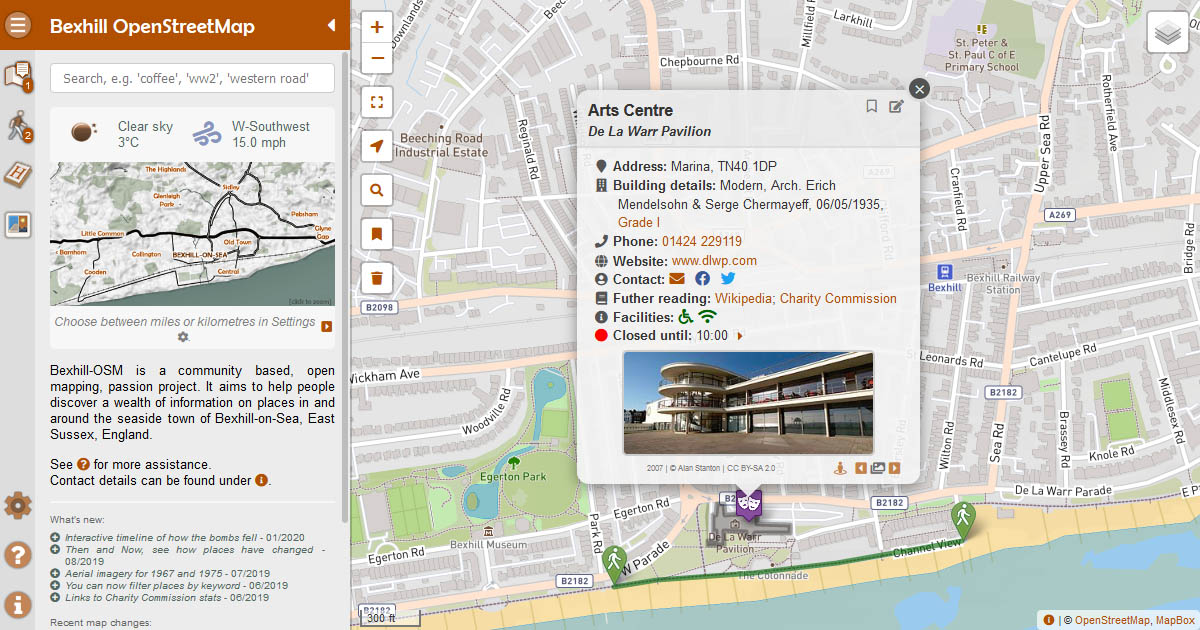 Bexhill OpenStreetMap
Search, e.g. 'coffee', 'ww2', 'western road'
1
2
Clear sky
3°C
W-Southwest
15.0 mph
The Highlands
Sidley
Glenleigh
Park
Pebsham
Glyne
Gap
Little Common
Old Town
Barnhorn
Collington
BEXHILL-ON-SEA
Cooden
Central
[click to zoom]
Choose between miles or kilometres in Settings
Bexhill-OSM is a community based, open
mapping, passion project. It aims to help people
discover a wealth of information on places in and
around the seaside town of Bexhill-on-Sea, East
Sussex, England.
See ? for more assistance.
Contact details can be found under i.
What's new:
Interactive timeline of how the bombs fell - 01/2020
Then and Now, see how places have changed -
08/2019
Aerial imagery for 1967 and 1975 - 07/2019
You can now filter places by keyword - 06/2019
Links to Charity Commission stats - 06/2019
Recent map changes:
+
−
Downlands
Larkhill
Chepbourne Rd
St. Peter &
St. Paul C of E
Primary School
Rotherfield Ave
Beeching Road
Industrial Estate
Reginald Rd
Upper Sea Rd
Cranfield Rd
A269
A269
Bridge Rd
Bexhill
Bexhill Railway
Station
B2098
Arts Centre
De La Warr Pavilion
Address: Marina, TN40 1DP
Building details: Modern, Arch. Erich
Mendelsohn & Serge Chermayeff, 06/05/1935,
Grade I
Phone: 01424 229119
Website: www.dlwp.com
Contact:
Futher reading: Wikipedia; Charity Commission
Facilities:
Closed until: 10:00
2007 | © Alan Stanton | CC BY-SA 2.0
Wickham Ave
St Leonards Rd
Cantelupe Rd
B2182
Woodville Rd
Middlesex Rd
Brassey Rd
Wilton Rd
Sea Rd
Knole Rd
Egerton Park
De La Warr Parade
B2182
Egerton Rd
Park Rd
Bexhill Museum
De La Warr
Pavilion
Channel View
Egerton Rd
W Parade
The Colonnade
B2182
B2182
300 ft
i | © OpenStreetMap, MapBox